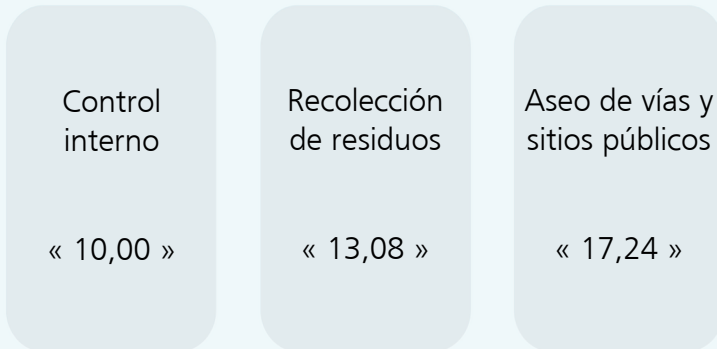 Control
interno
« 10,00 »
Recolección
de residuos
« 13,08 »
Aseo de vías y
sitios públicos
« 17,24 »